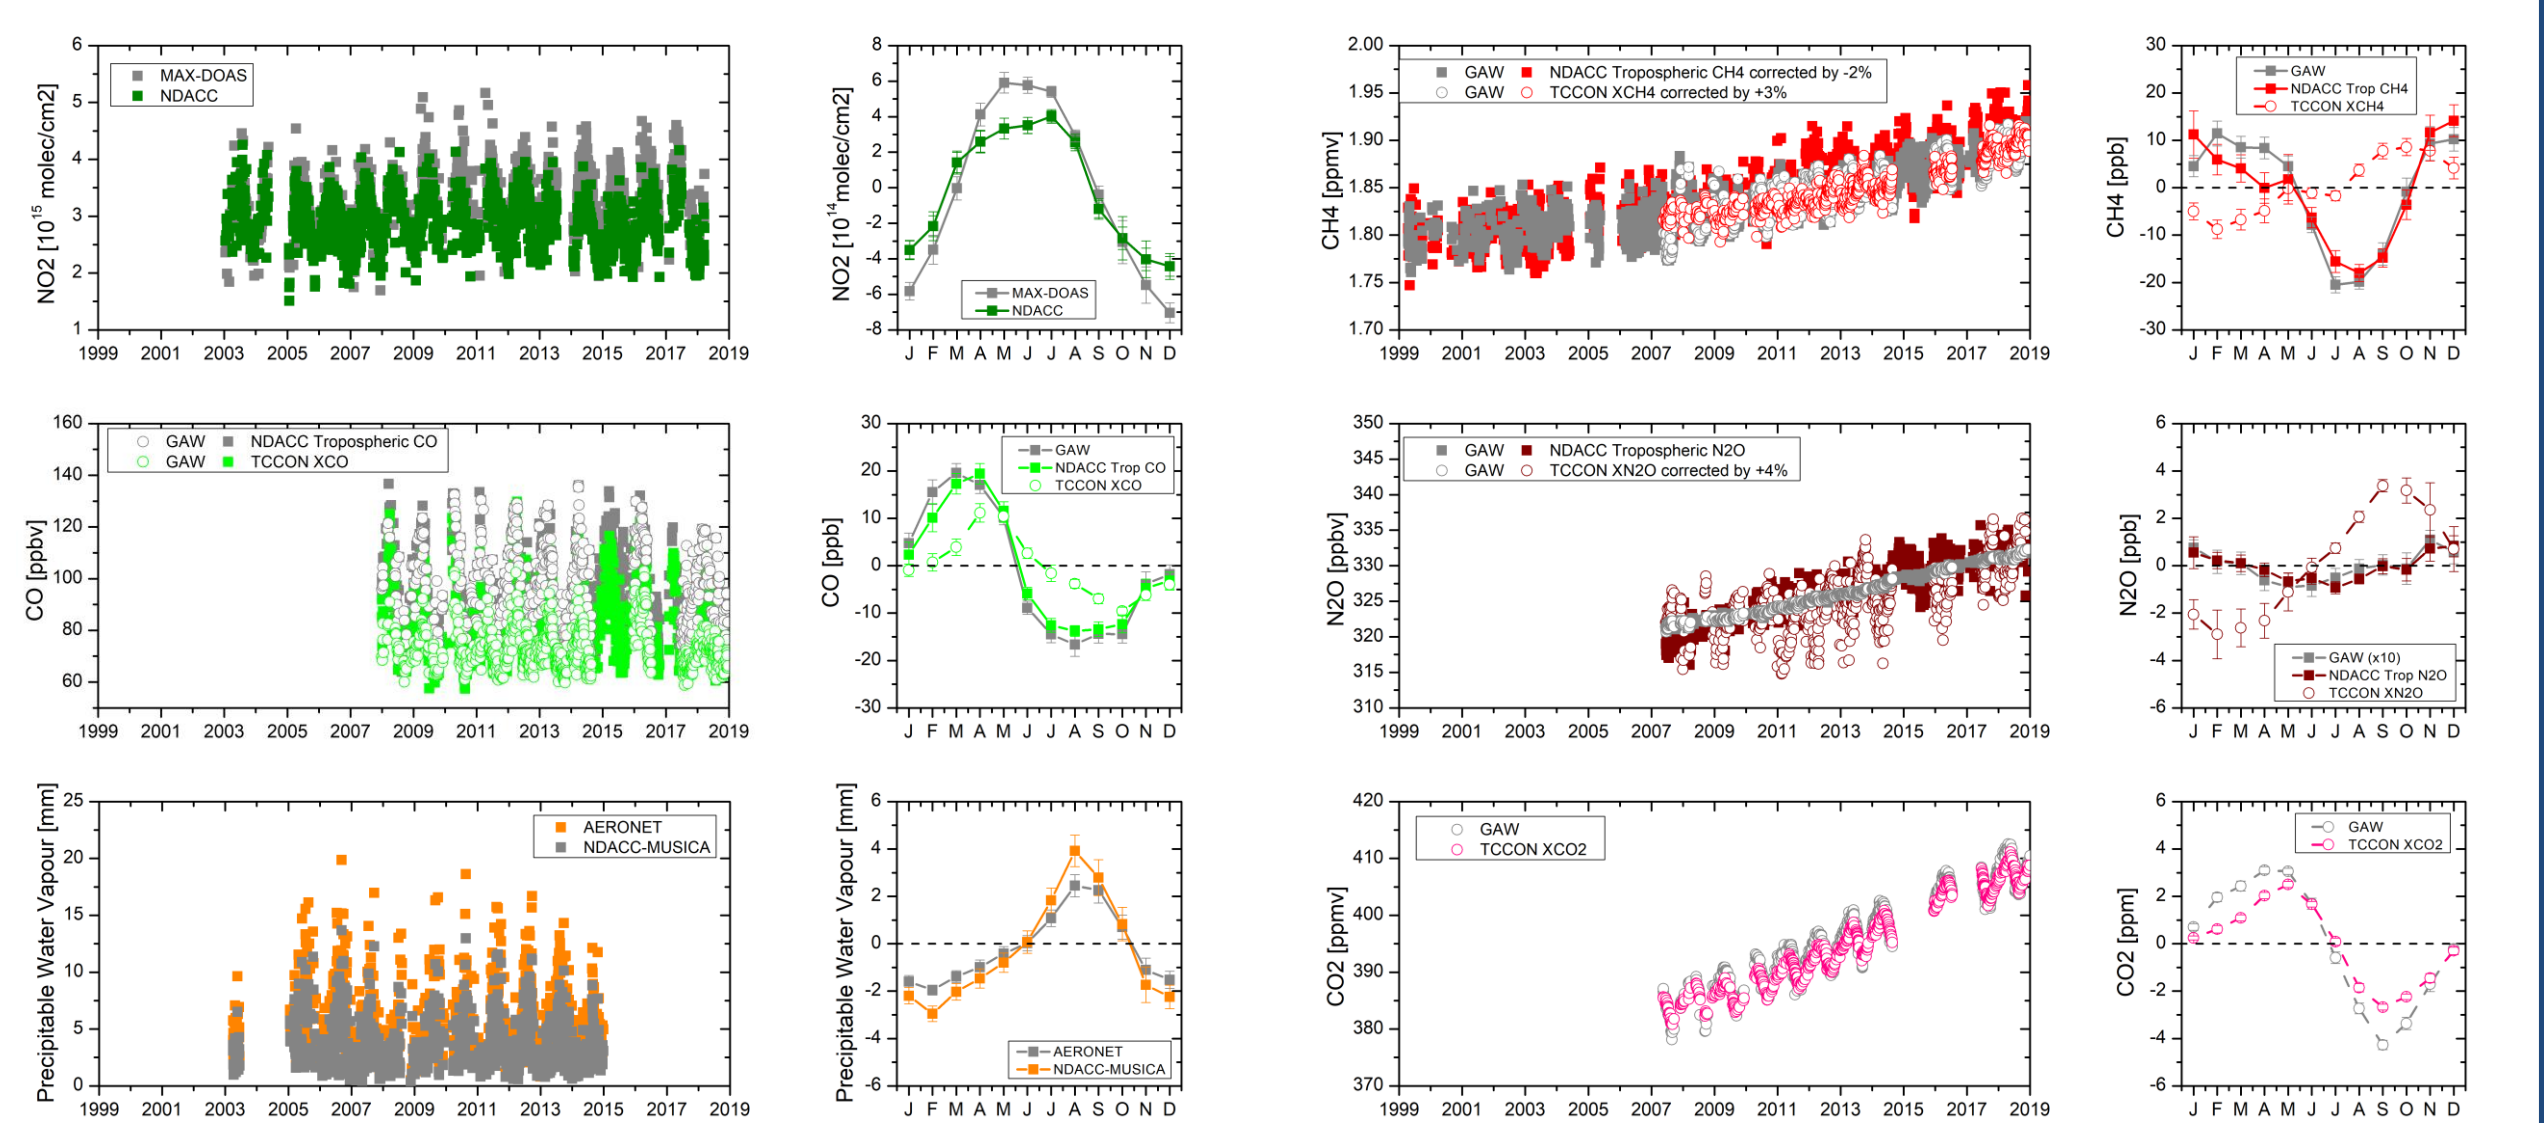 6
5
4
3
2
1
NO2 [10^15 molec/cm2]
MAX-DOAS
NDACC
1999 2001 2003 2005 2007 2009 2011 2013 2015 2017 2019
8
6
4
2
0
-2
-4
-6
-8
NO2 [10^14 molec/cm2]
MAX-DOAS
NDACC
J F M A M J J A S O N D
2.00
1.95
1.90
1.85
1.80
1.75
1.70
CH4 [ppmv]
GAW NDACC Tropospheric CH4 corrected by -2%
GAW TCCON XCH4 corrected by +3%
1999 2001 2003 2005 2007 2009 2011 2013 2015 2017 2019
30
20
10
0
-10
-20
-30
CH4 [ppb]
GAW
NDACC Trop CH4
TCCON XCH4
J F M A M J J A S O N D
160
140
120
100
80
60
CO [ppbv]
GAW NDACC Tropospheric CO
GAW TCCON XCO
1999 2001 2003 2005 2007 2009 2011 2013 2015 2017 2019
30
20
10
0
-10
-20
-30
CO [ppb]
GAW
NDACC Trop CO
TCCON XCO
J F M A M J J A S O N D
350
345
340
335
330
325
320
315
310
N2O [ppbv]
GAW NDACC Tropospheric N2O
GAW TCCON XN2O corrected by +4%
1999 2001 2003 2005 2007 2009 2011 2013 2015 2017 2019
6
4
2
0
-2
-4
-6
N2O [ppb]
GAW (x10)
NDACC Trop N2O
TCCON XN2O
J F M A M J J A S O N D
25
20
15
10
5
0
Precipitable Water Vapour [mm]
AERONET
NDACC-MUSICA
1999 2001 2003 2005 2007 2009 2011 2013 2015 2017 2019
6
4
2
0
-2
-4
-6
Precipitable Water Vapour [mm]
AERONET
NDACC-MUSICA
J F M A M J J A S O N D
420
410
400
390
380
370
CO2 [ppmv]
GAW
TCCON XCO2
1999 2001 2003 2005 2007 2009 2011 2013 2015 2017 2019
6
4
2
0
-2
-4
-6
CO2 [ppm]
GAW
TCCON XCO2
J F M A M J J A S O N D